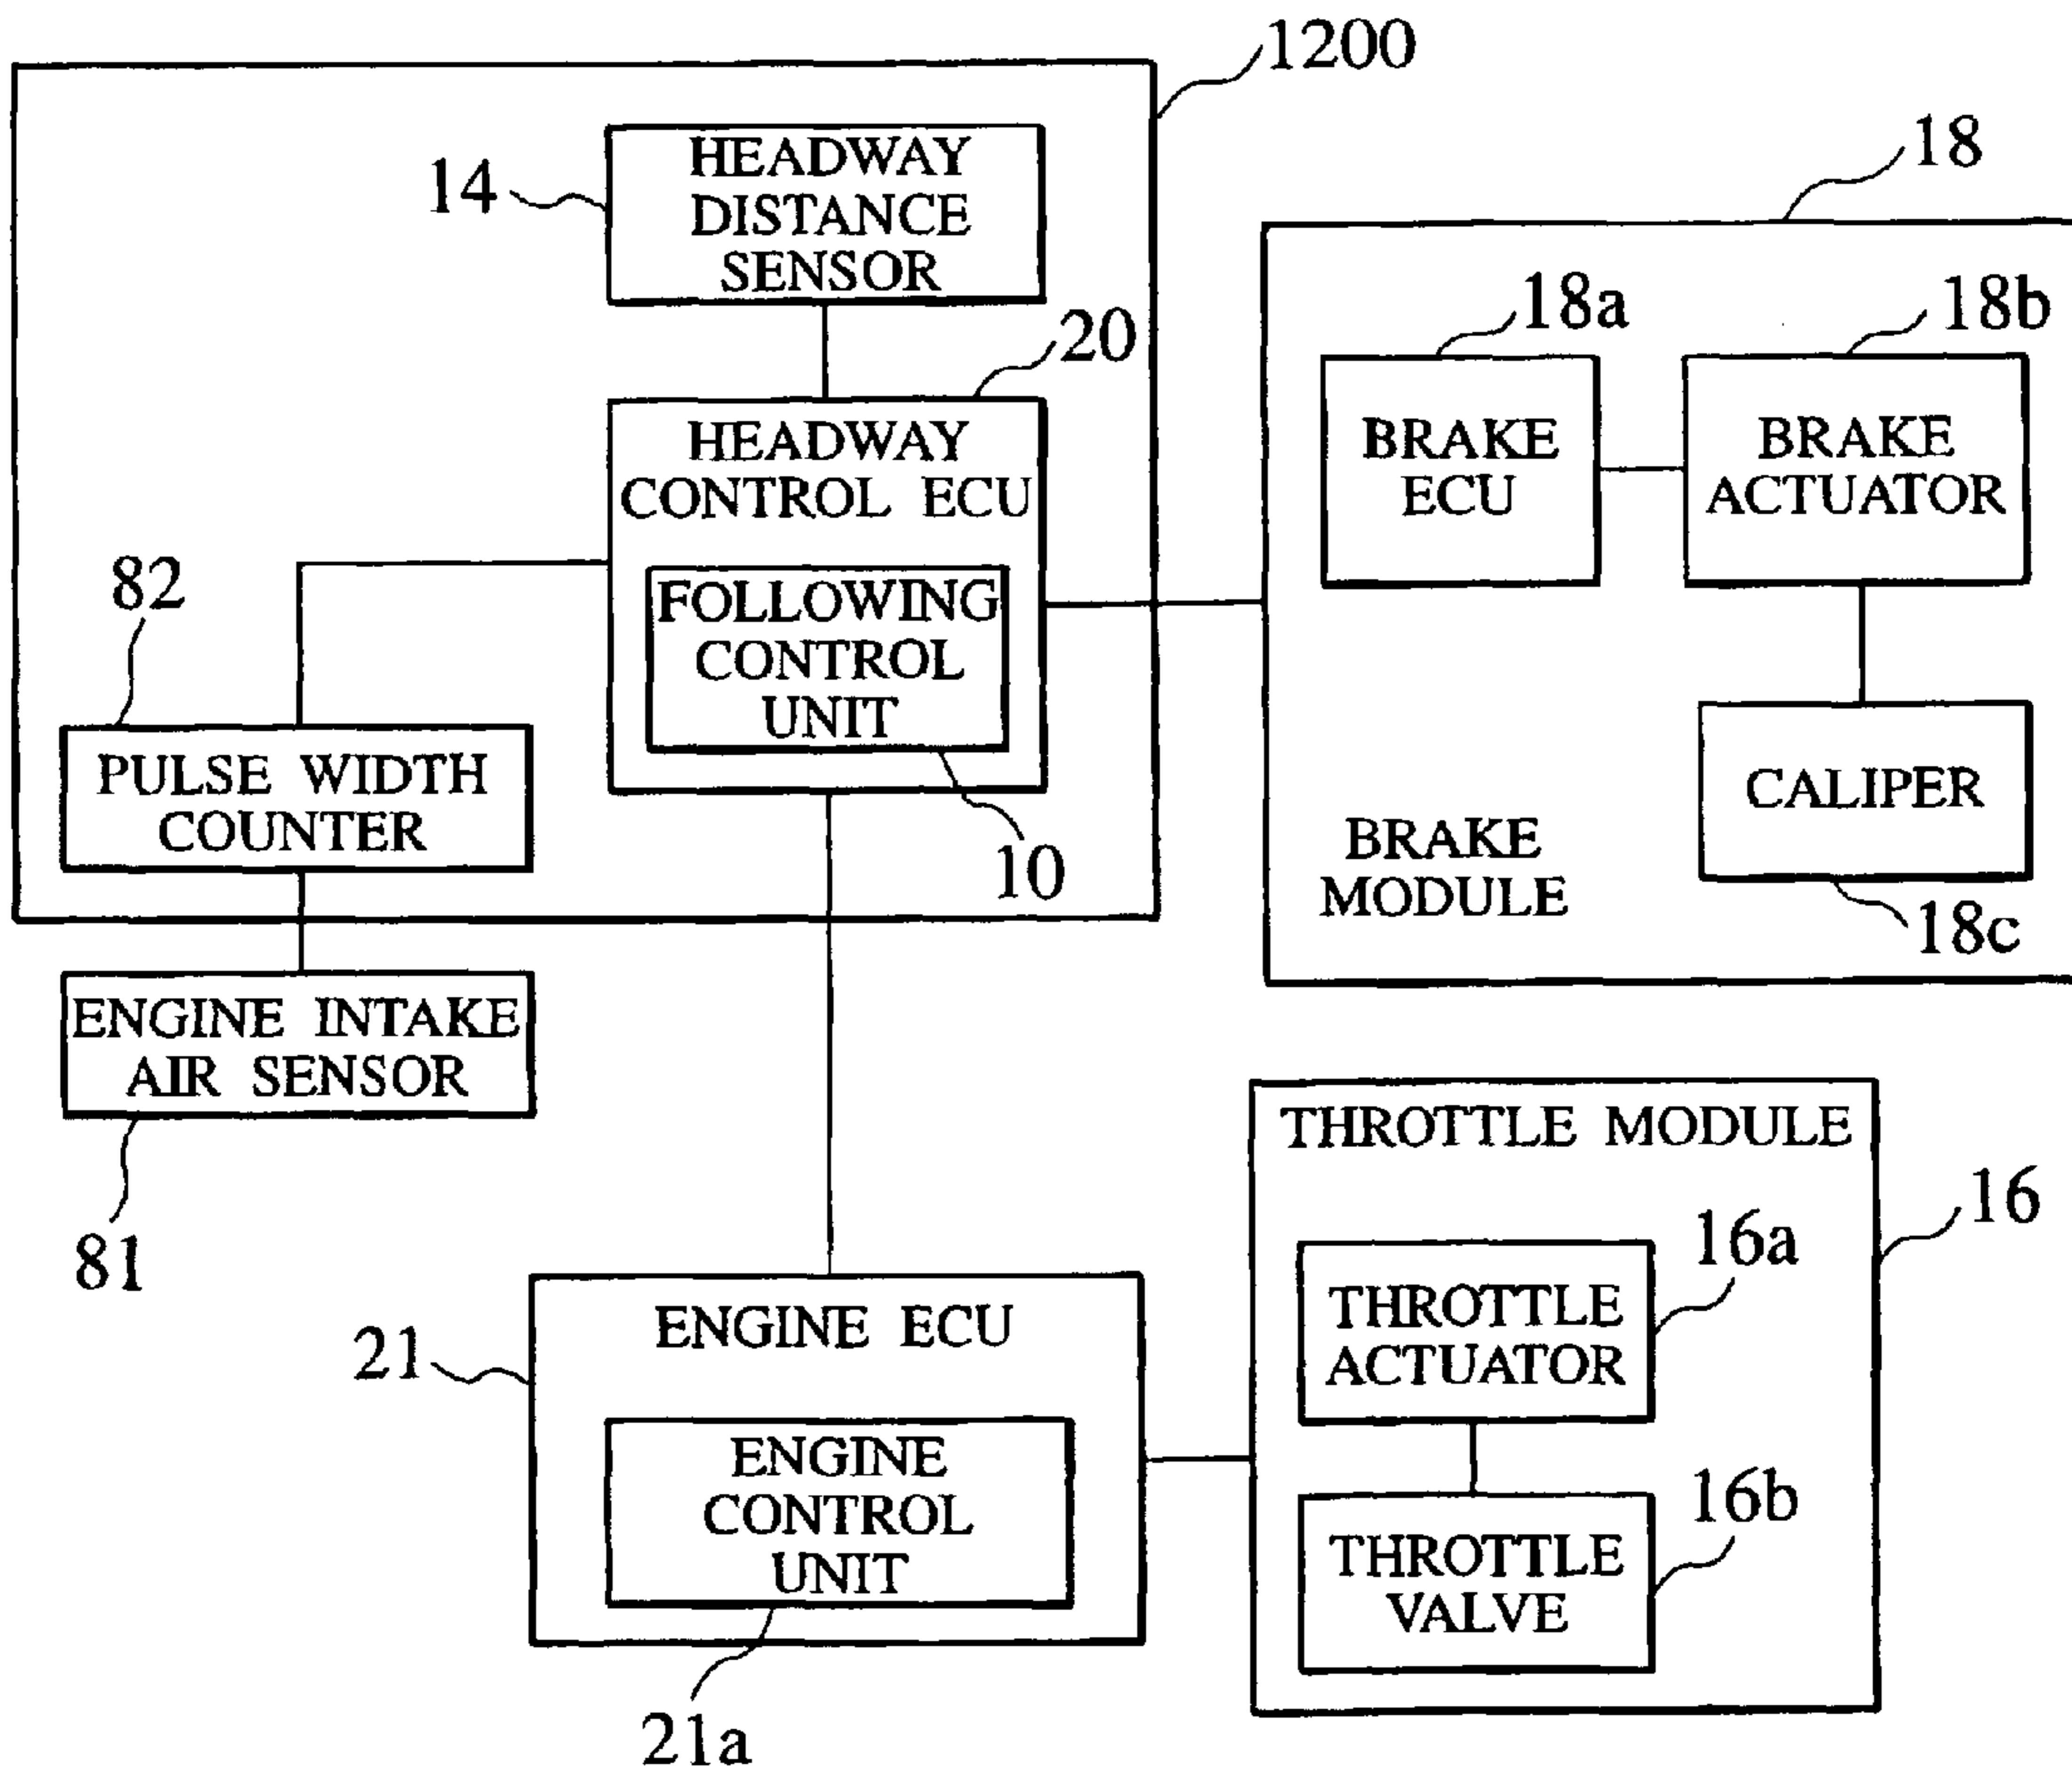 1200
HEADWAY
DISTANCE
SENSOR
14
18
20
HEADWAY
CONTROL ECU
FOLLOWING
CONTROL
UNIT
10
82
PULSE WIDTH
COUNTER
ENGINE INTAKE
AIR SENSOR
81
18a
18b
BRAKE
ECU
BRAKE
ACTUATOR
CALIPER
18c
BRAKE
MODULE
THROTTLE MODULE
16
16a
THROTTLE
ACTUATOR
16b
THROTTLE
VALVE
21
ENGINE ECU
ENGINE
CONTROL
UNIT
21a